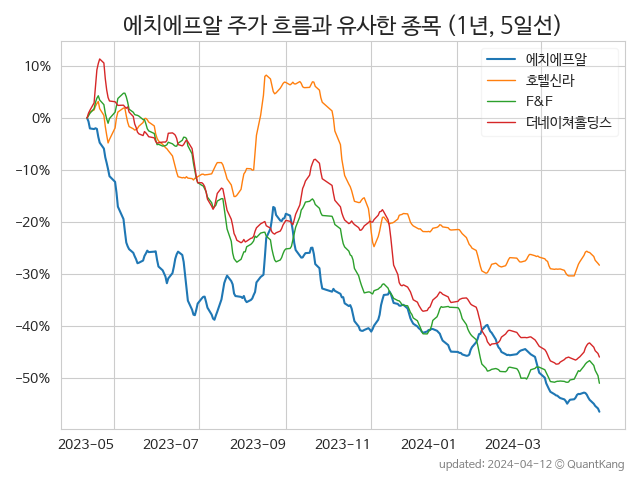 에치에프알 주가 흐름과 유사한 종목 (1년, 5일선)
에치에프알
호텔신라
F&F
더네이쳐홀딩스
10%
0%
−10%
−20%
−30%
−40%
−50%
2023-05
2023-07
2023-09
2023-11
2024-01
2024-03
updated: 2024-04-12 © QuantKang